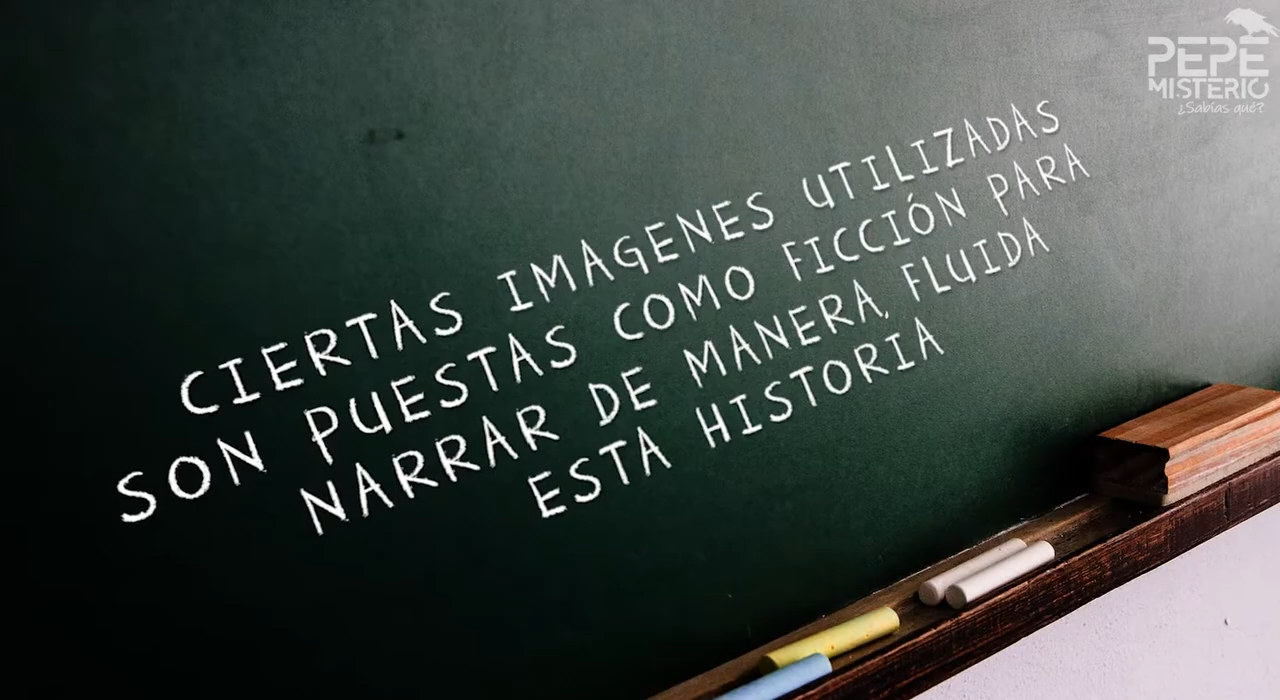 PEPE
MISTERIO
¿Sabías qué?
CIERTAS IMAGENES UTILIZADAS
SON PUESTAS COMO FICCIÓN PARA
NARRAR DE MANERA FLUIDA
ESTA HISTORIA